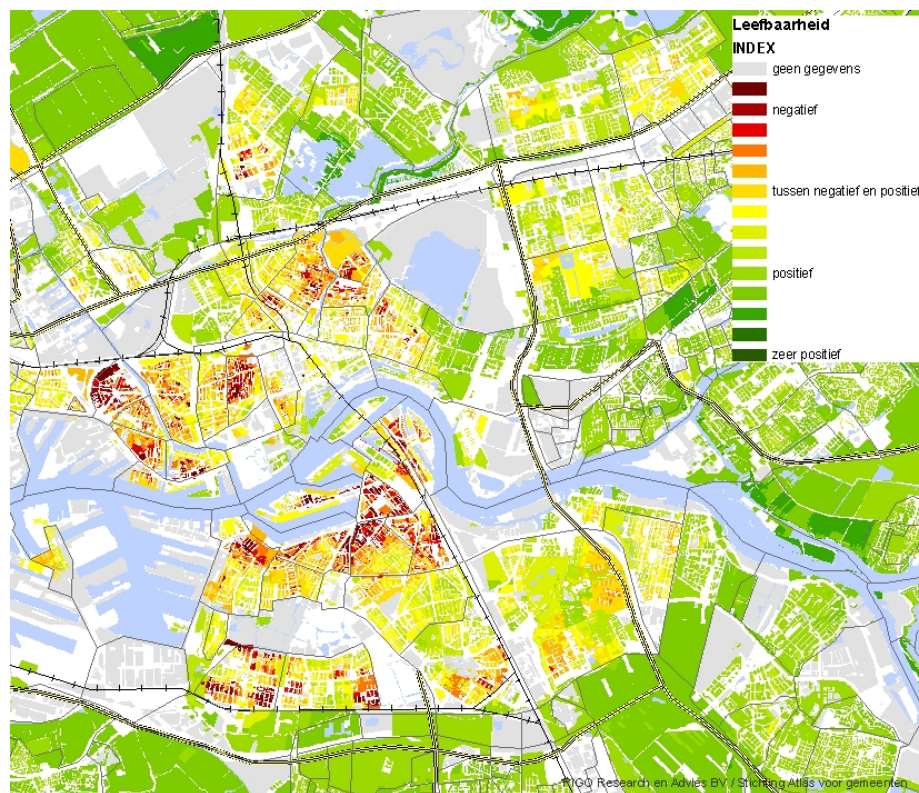 Leefbaarheid
INDEX
geen gegevens
negatief
tussen negatief en positief
positief
zeer positief
RIGO Research en Advies BV / Stichting Atlas voor gemeenten